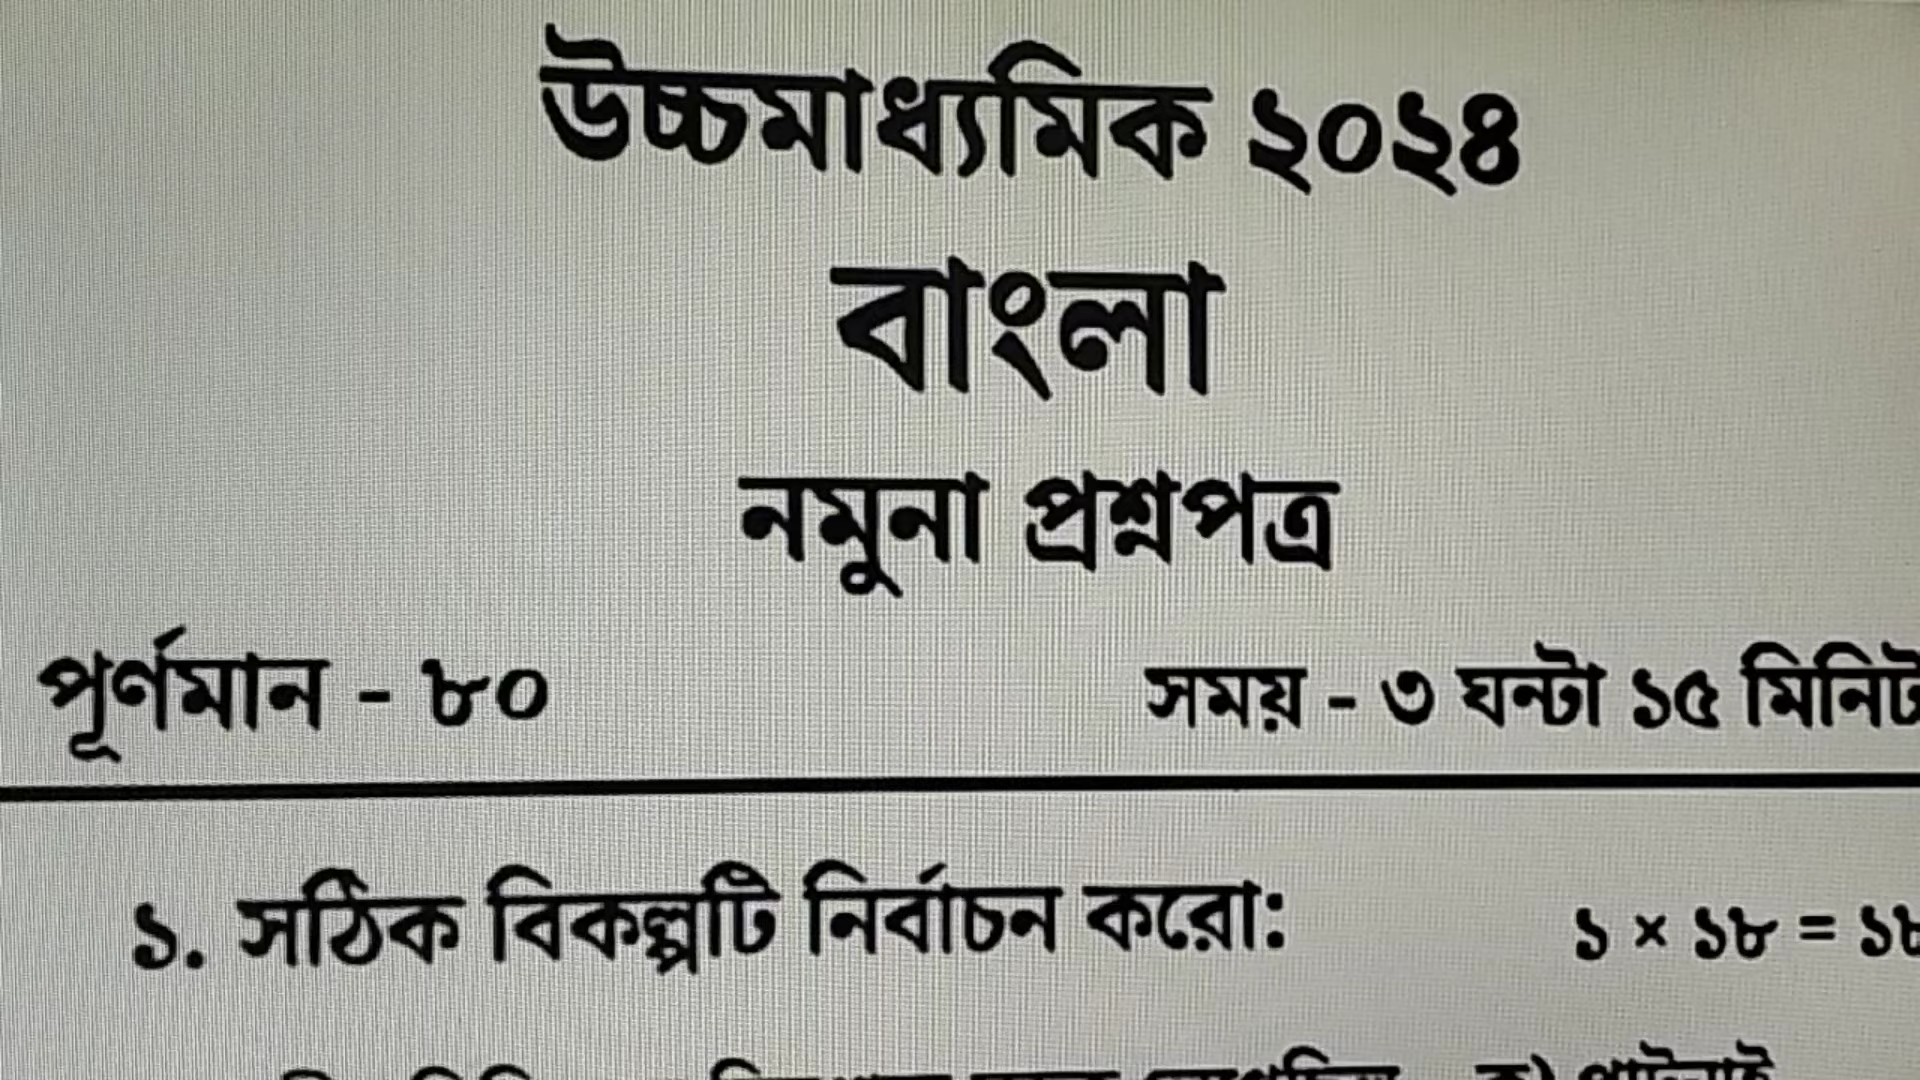 উচ্চমাধ্যমিক ২০২৪
বাংলা
নমুনা প্রশ্নপত্র
পূর্ণমান - ৮০ সময় - ৩ ঘন্টা ১৫ মিনিট
১. সঠিক বিকল্পটি নির্বাচন করো: ১ × ১৮ = ১৮